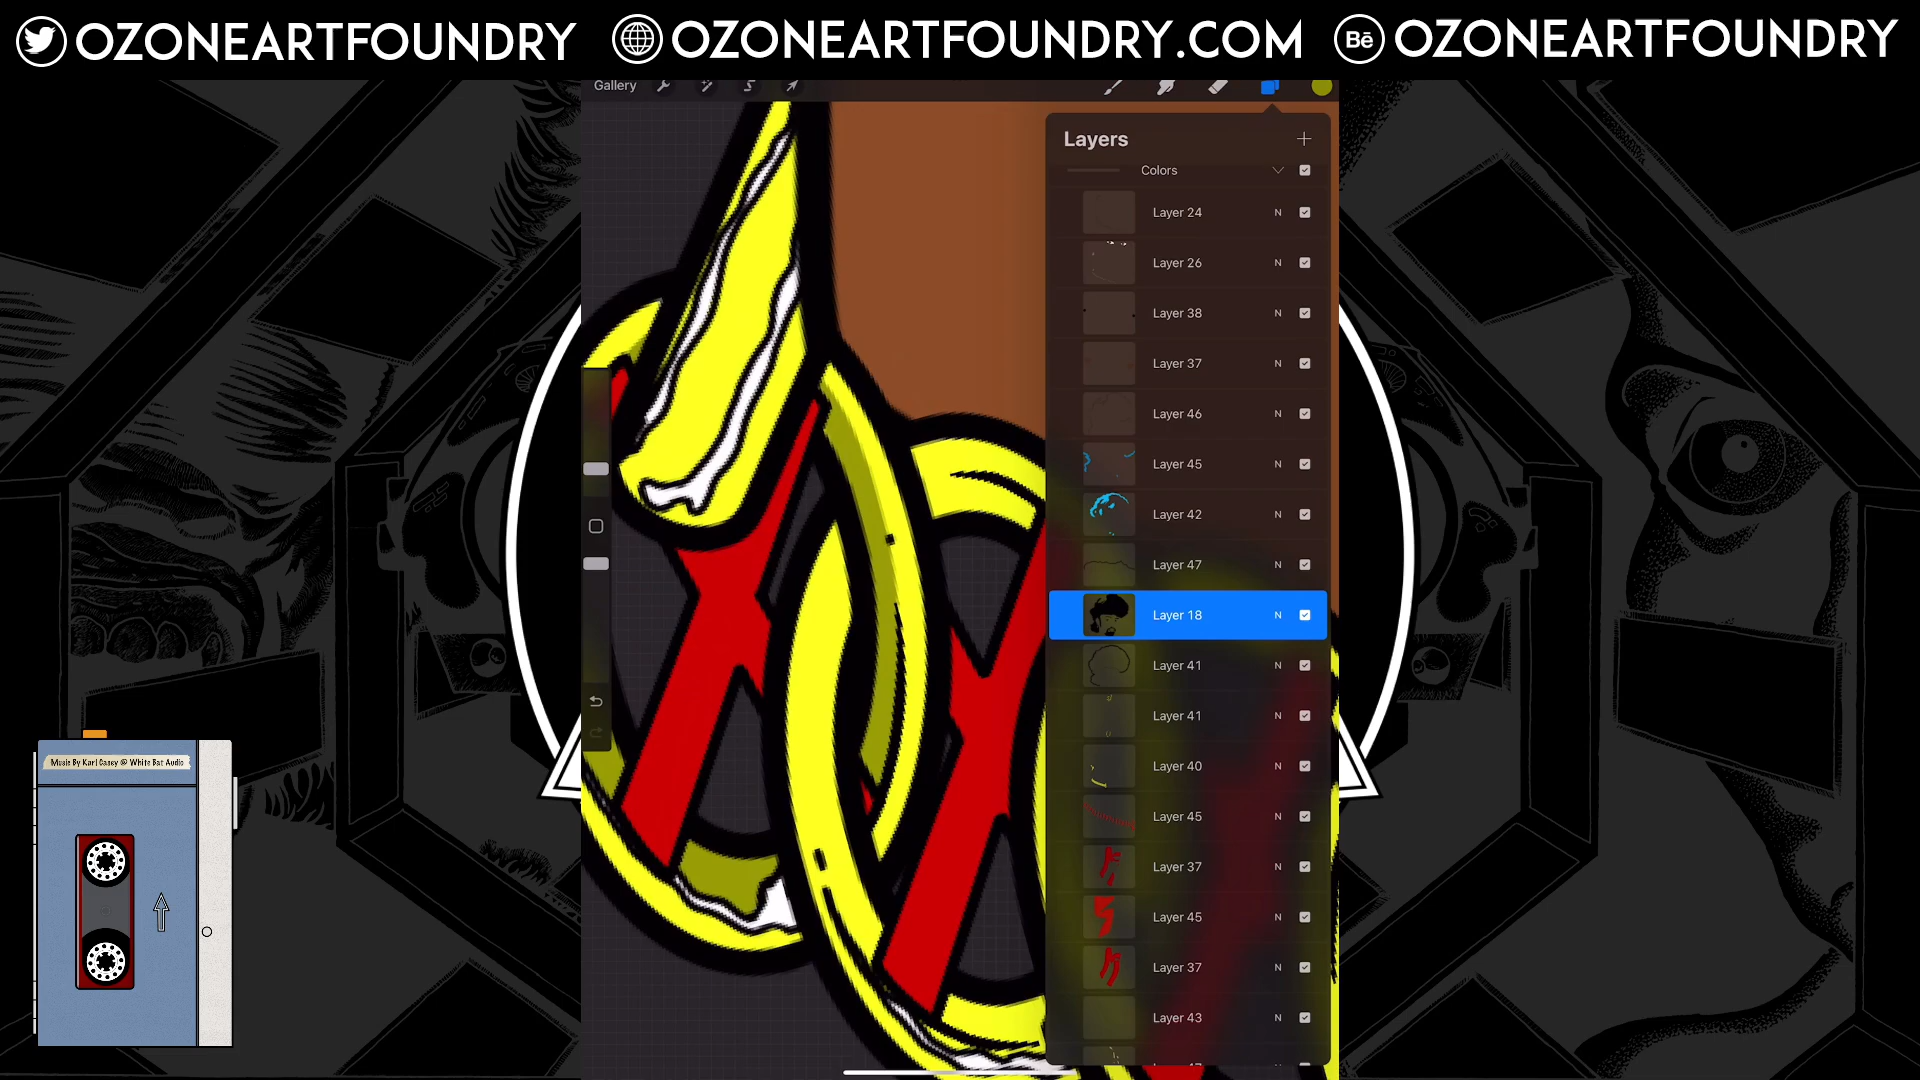 OZONEARTFOUNDRY OZONEARTFOUNDRY.COM Bē OZONEARTFOUNDRY
Gallery
Layers
Colors
Layer 24 N
Layer 26 N
Layer 38 N
Layer 37 N
Layer 46 N
Layer 45 N
Layer 42 N
Layer 47 N
Layer 18 N
Layer 41 N
Layer 41 N
Layer 40 N
Layer 45 N
Layer 37 N
Layer 45 N
Layer 37 N
Layer 43 N
Music By Karl Casey @ White Bat Audio